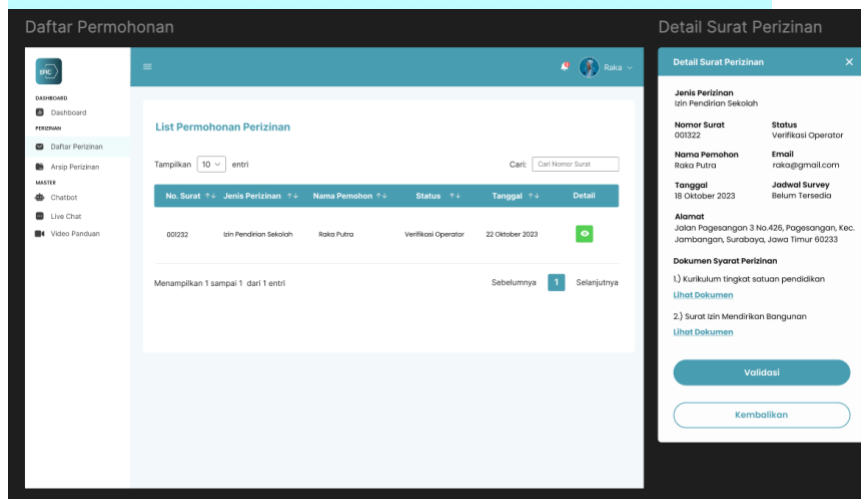 Daftar Permohonan
Detail Surat Perizinan
EPIC
Raka
DASHBOARD
Dashboard
PERIZINAN
Daftar Perizinan
Arsip Perizinan
MASTER
Chatbot
Live Chat
Video Panduan
List Permohonan Perizinan
Tampilkan 10 entri
Cari: Cari Nomor Surat
No. Surat Jenis Perizinan Nama Pemohon Status Tanggal Detail
001232 Izin Pendirian Sekolah Raka Putra Verifikasi Operator 22 Oktober 2023
Menampilkan 1 sampai 1 dari 1 entri
Sebelumnya 1 Selanjutnya
Detail Surat Perizinan
Jenis Perizinan
Izin Pendirian Sekolah
Nomor Surat Status
001322 Verifikasi Operator
Nama Pemohon Email
Raka Putra raka@gmail.com
Tanggal Jadwal Survey
18 Oktober 2023 Belum Tersedia
Alamat
Jalan Pagesangan 3 No.426, Pagesangan, Kec.
Jambangan, Surabaya, Jawa Timur 60233
Dokumen Syarat Perizinan
1.) Kurikulum tingkat satuan pendidikan
Lihat Dokumen
2.) Surat Izin Mendirikan Bangunan
Lihat Dokumen
Validasi
Kembalikan